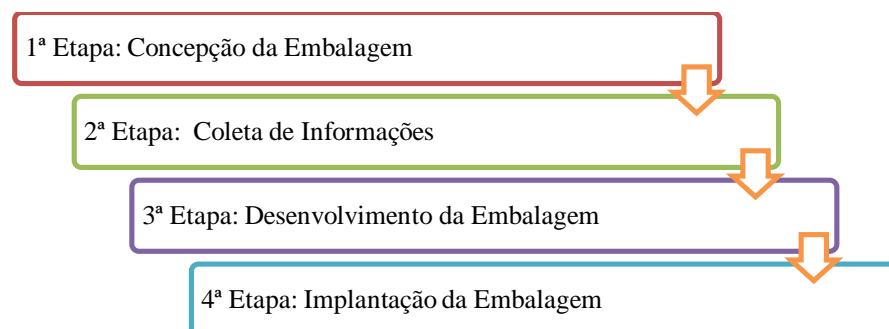 1ª Etapa: Concepção da Embalagem
2ª Etapa: Coleta de Informações
3ª Etapa: Desenvolvimento da Embalagem
4ª Etapa: Implantação da Embalagem